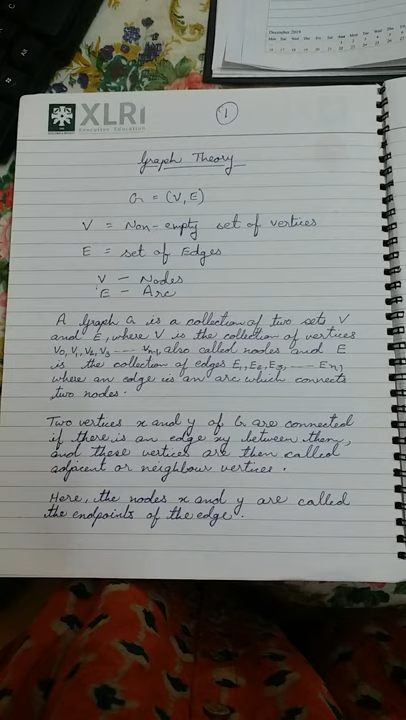 December 2019
XLRI
Executive Education
1
Graph Theory
G = (V, E)
V = Non-empty set of vertices
E = set of Edges
V - Nodes
E - Arc
A Graph G is a collection of two sets V
and E, where V is the collection of vertices
V0, V1, V2, V3 ---- Vn-1, also called nodes and E
is the collection of edges E1, E2, E3, ---- En,
where an edge is an arc which connects
two nodes.
Two vertices x and y of G are connected
if there is an edge xy between them,
and these vertices are then called
adjacent or neighbour vertices.
Here, the nodes x and y are called
the endpoints of the edge.